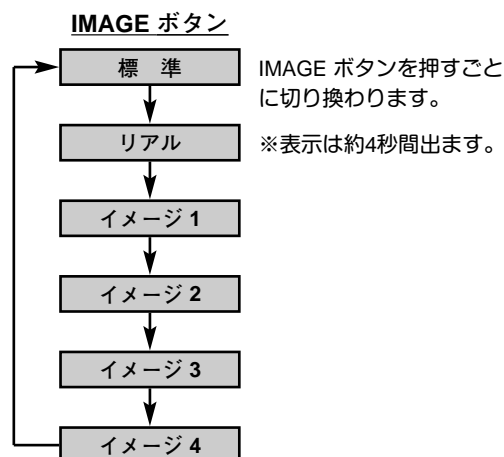 IMAGE ボタン
標　準
リアル
イメージ 1
イメージ 2
イメージ 3
イメージ 4
IMAGE ボタンを押すごと
に切り換わります。
※表示は約4秒間出ます。